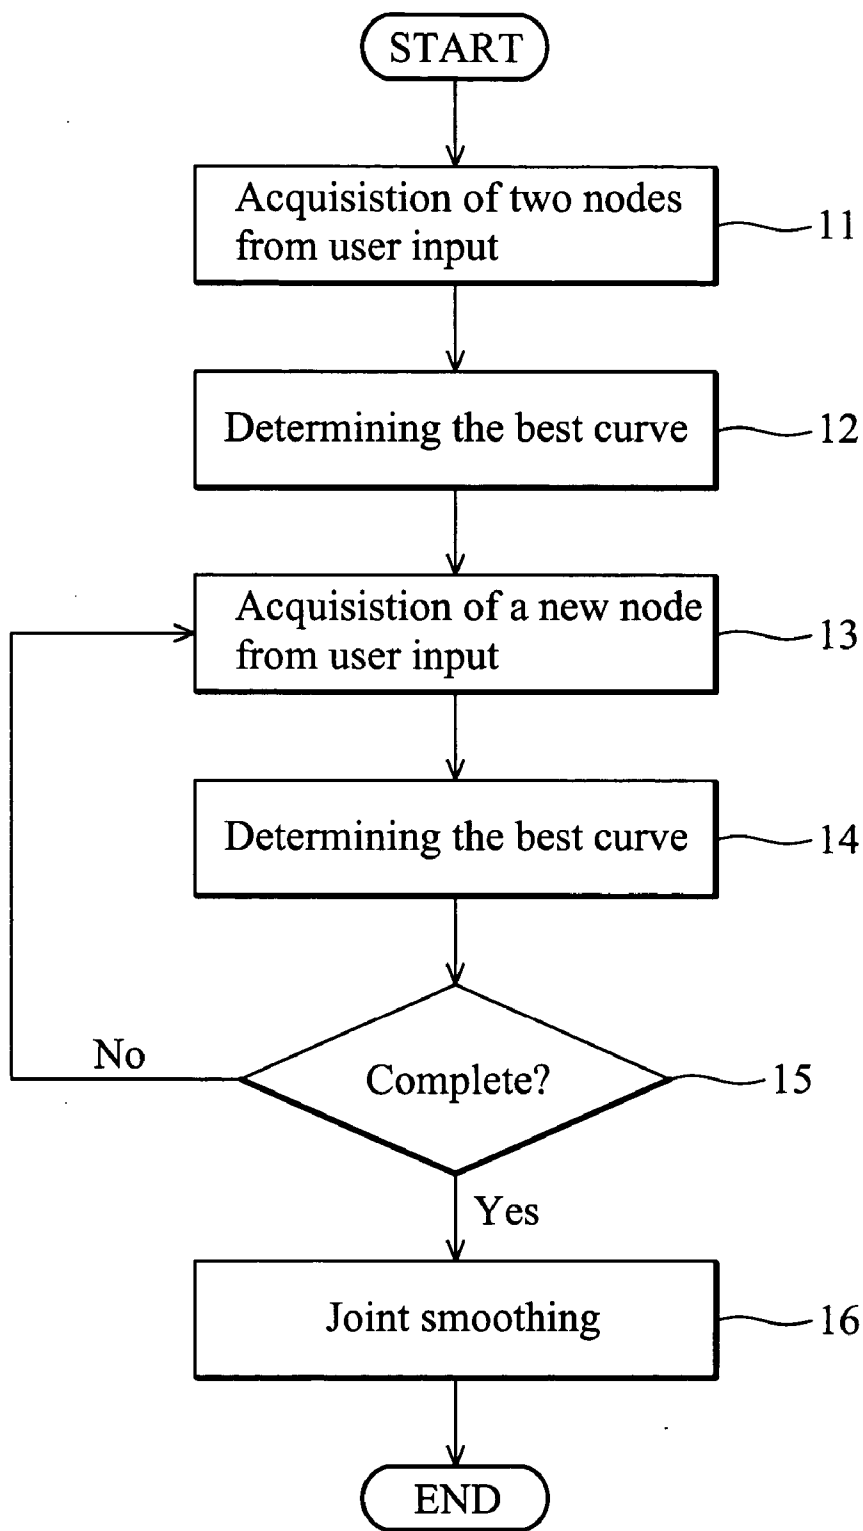 START
Acquisistion of two nodes
from user input
11
Determining the best curve
12
Acquisistion of a new node
from user input
13
Determining the best curve
14
No
Complete?
15
Yes
Joint smoothing
16
END